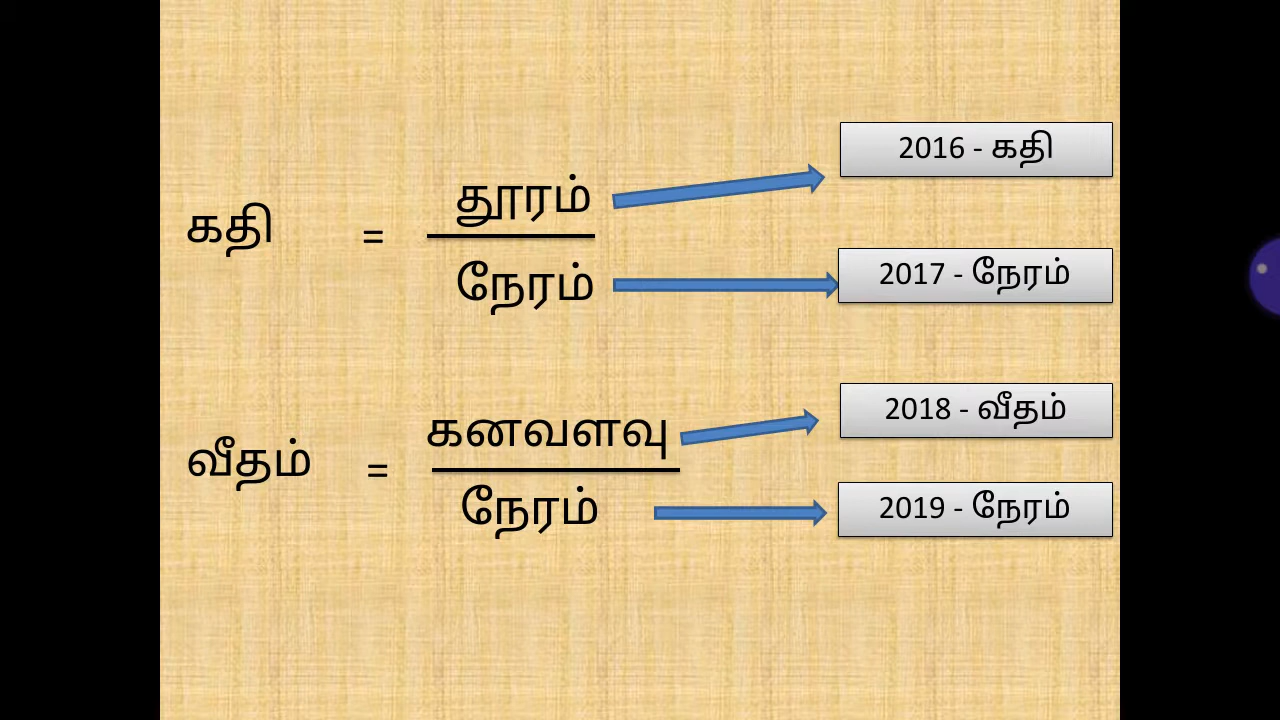 கதி = தூரம்
நேரம்
2016 - கதி
2017 - நேரம்
வீதம் = கனவளவு
நேரம்
2018 - வீதம்
2019 - நேரம்